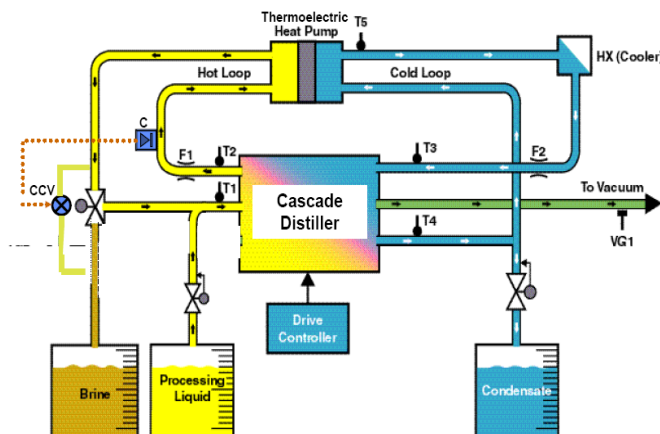 Thermoelectric
Heat Pump
T5
HX (Cooler)
Hot Loop
Cold Loop
C
F1
T2
T3
F2
CCV
T1
Cascade
Distiller
To Vacuum
T4
VG1
Drive
Controller
Brine
Processing
Liquid
Condensate